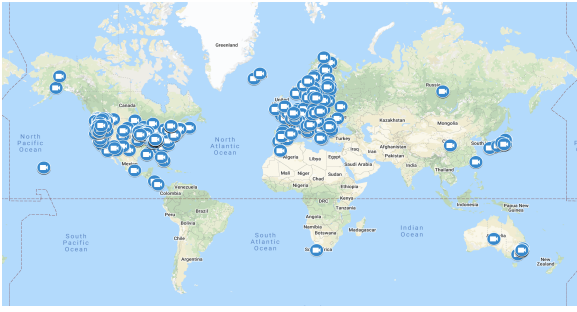 Greenland
Russia
Canada
United
North
Pacific
Ocean
North
Atlantic
Ocean
Kazakhstan
Mongolia
Turkey
South
Algeria
Libya
Iraq
Iran
Afghanistan
Pakistan
Mexico
Saudi Arabia
India
Mali
Niger
Chad
Sudan
Thailand
Nigeria
Ethiopia
Venezuela
Colombia
DRC
Kenya
Tanzania
Indonesia
Papua New
Guinea
Peru
Brazil
Bolivia
Angola
Namibia
Botswana
Madagascar
South
Pacific
Ocean
South
Atlantic
Ocean
Indian
Ocean
Chile
Argentina
New
Zealand